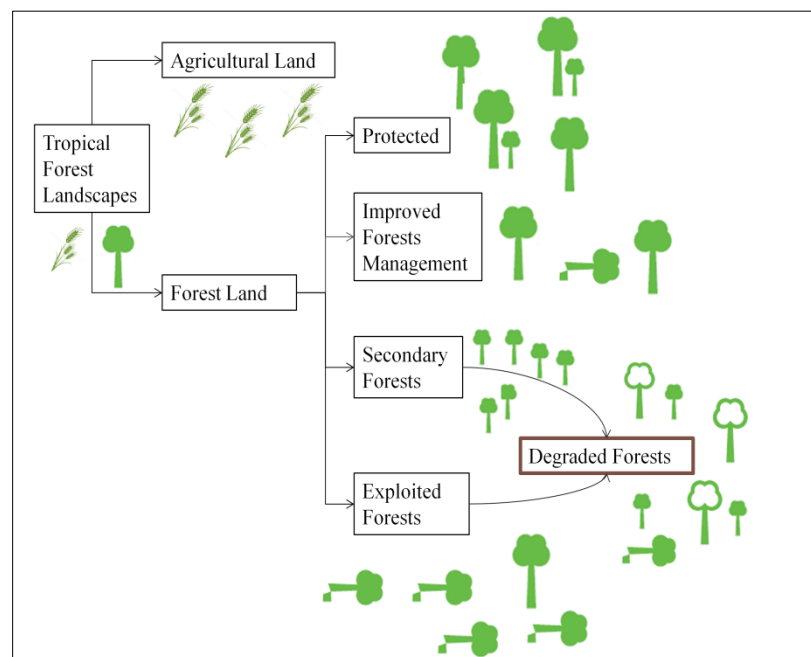 Agricultural Land
Tropical
Forest
Landscapes
Protected
Improved
Forests
Management
Forest Land
Secondary
Forests
Degraded Forests
Exploited
Forests